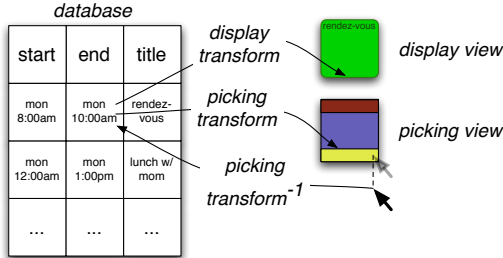 database
start end title
mon 8:00am mon 10:00am rendez-vous
mon 12:00am mon 1:00pm lunch w/ mom
... ... ...
display transform
picking transform
picking transform-1
rendez-vous
display view
picking view